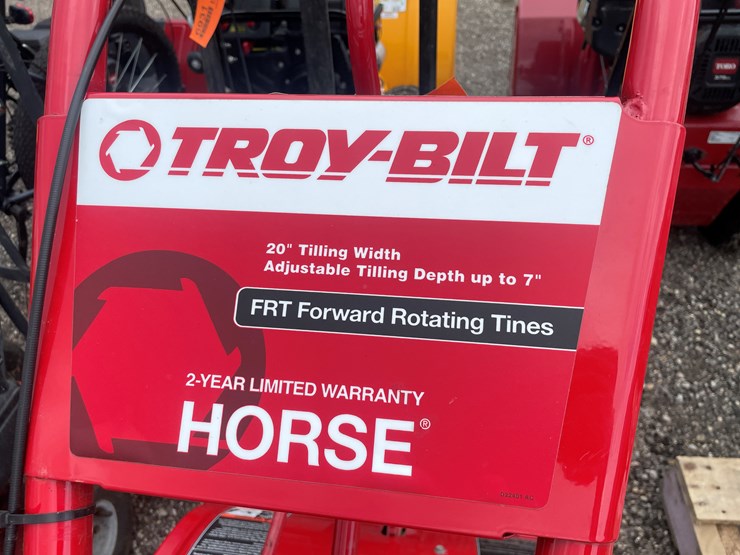 TROY-BILT®
20" Tilling Width
Adjustable Tilling Depth up to 7"
FRT Forward Rotating Tines
2-YEAR LIMITED WARRANTY
HORSE®
TORO